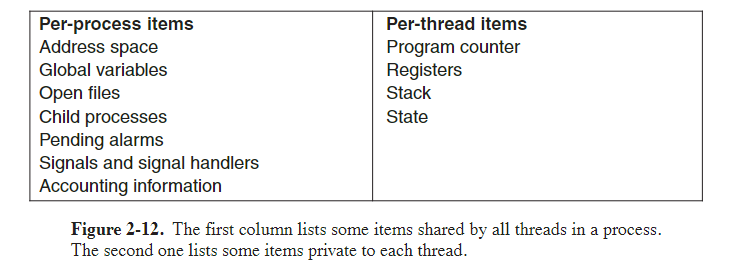 Per-process items
Address space
Global variables
Open files
Child processes
Pending alarms
Signals and signal handlers
Accounting information
Per-thread items
Program counter
Registers
Stack
State
Figure 2-12. The first column lists some items shared by all threads in a process.
The second one lists some items private to each thread.